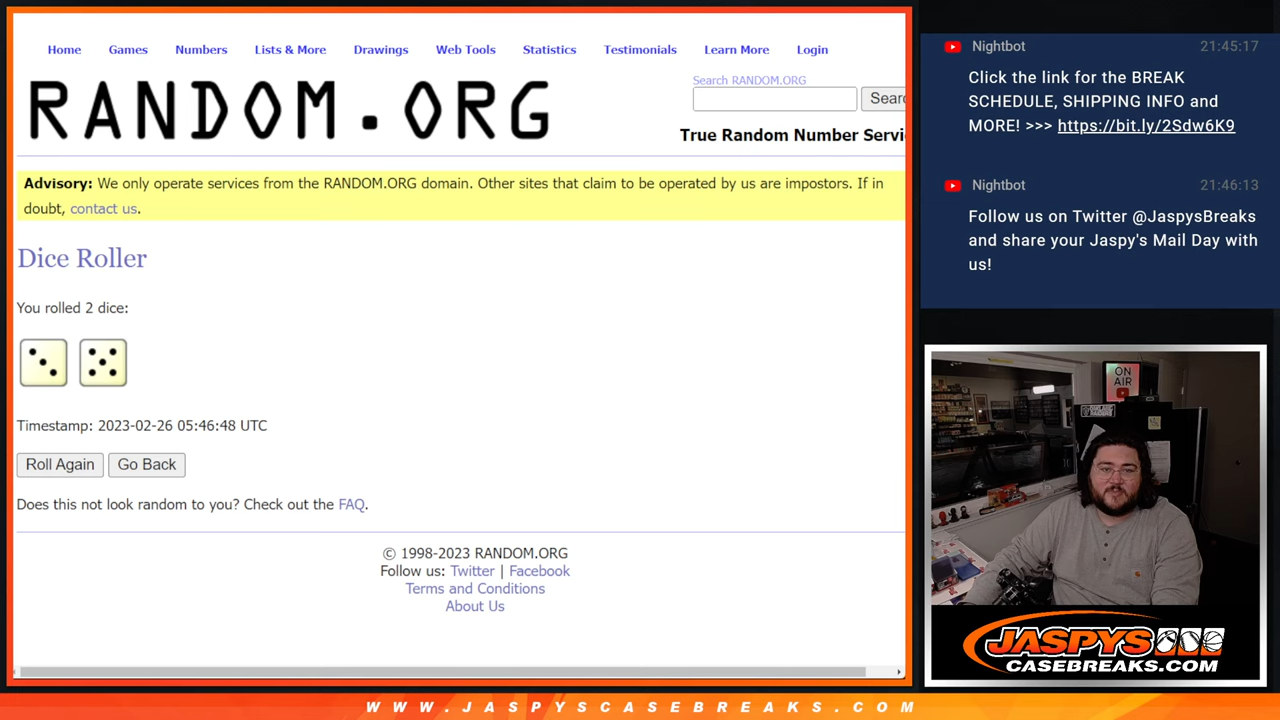 Home Games Numbers Lists & More Drawings Web Tools Statistics Testimonials Learn More Login
RANDOM.ORG
Search RANDOM.ORG
Searc
True Random Number Servi
Advisory: We only operate services from the RANDOM.ORG domain. Other sites that claim to be operated by us are impostors. If in
doubt, contact us.
Dice Roller
You rolled 2 dice:
Timestamp: 2023-02-26 05:46:48 UTC
Roll Again Go Back
Does this not look random to you? Check out the FAQ.
© 1998-2023 RANDOM.ORG
Follow us: Twitter | Facebook
Terms and Conditions
About Us
Nightbot 21:45:17
Click the link for the BREAK
SCHEDULE, SHIPPING INFO and
MORE! >>> https://bit.ly/2Sdw6K9
Nightbot 21:46:13
Follow us on Twitter @JaspysBreaks
and share your Jaspy's Mail Day with
us!
ON
AIR
JASPYS
CASEBREAKS.COM
WWW.JASPYSCASEBREAKS.COM